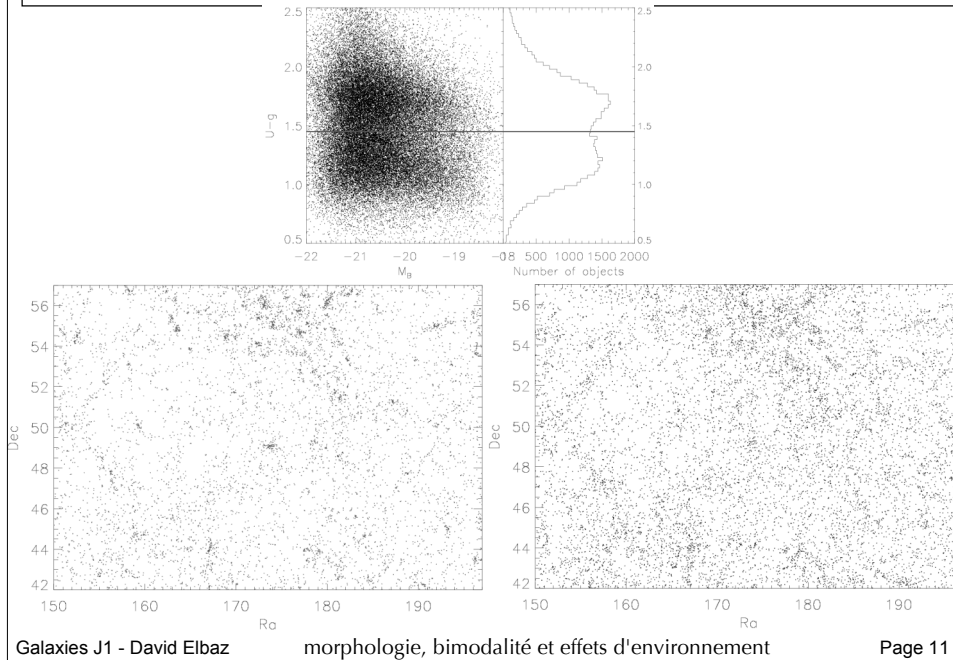 2.5
2.0
1.5
1.0
0.5
U-g
2.5
2.0
1.5
1.0
0.5
-22 -21 -20 -19 -18 500 1000 1500 2000
M_B Number of objects
56
54
52
50
48
46
44
42
Dec
150 160 170 180 190
Ra
56
54
52
50
48
46
44
42
Dec
150 160 170 180 190
Ra
Galaxies J1 - David Elbaz morphologie, bimodalité et effets d'environnement Page 11